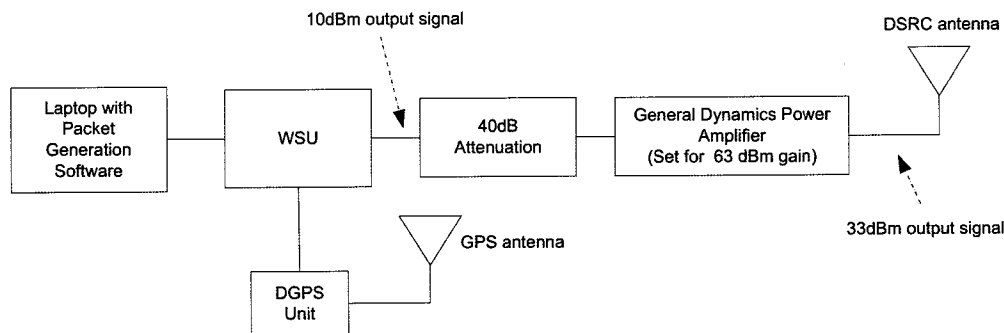 10dBm output signal
DSRC antenna
Laptop with
Packet
Generation
Software
WSU
40dB
Attenuation
General Dynamics Power
Amplifier
(Set for 63 dBm gain)
GPS antenna
33dBm output signal
DGPS
Unit